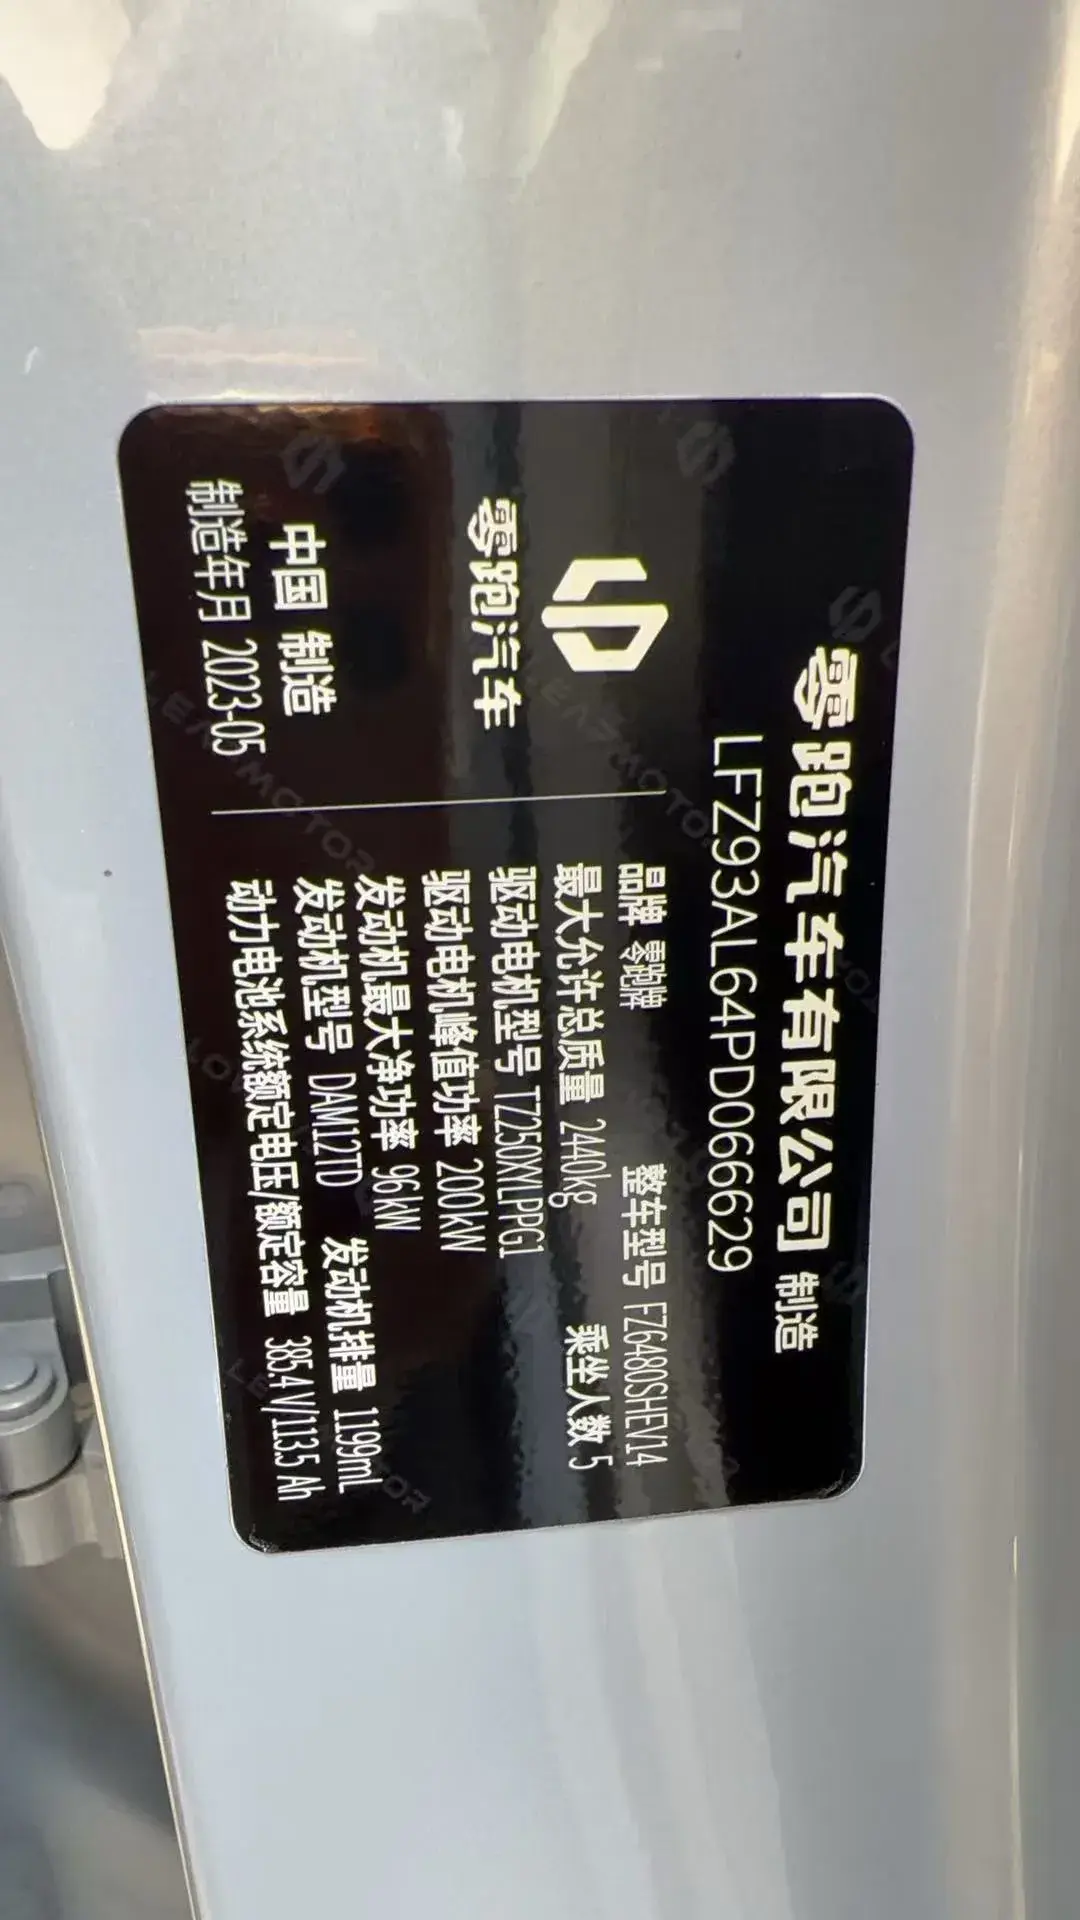 零跑汽车有限公司 制造
LFZ93AL64PD066629
零跑汽车
中国 制造
制造年月 2023-05
品牌 零跑牌 整车型号 FZ6480SHEV14
最大允许总质量 2440kg 乘坐人数 5
驱动电机型号 TZ250XYLPPG1
驱动电机峰值功率 200kW
发动机最大净功率 96kW
发动机型号 DAM12TD 发动机排量 1199mL
动力电池系统额定电压/额定容量 385.4 V/113.5 Ah
LEAPMOTOR